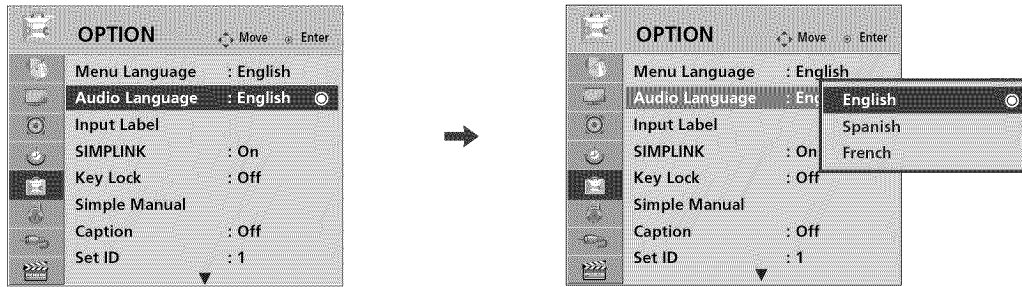 OPTION
Move Enter
Menu Language : English
Audio Language : English
Input Label
SIMPLINK : On
Key Lock : Off
Simple Manual
Caption : Off
Set ID : 1
OPTION
Move Enter
Menu Language : English
Audio Language : Eng
Input Label
SIMPLINK : On
Key Lock : Off
Simple Manual
Caption : Off
Set ID : 1
English
Spanish
French